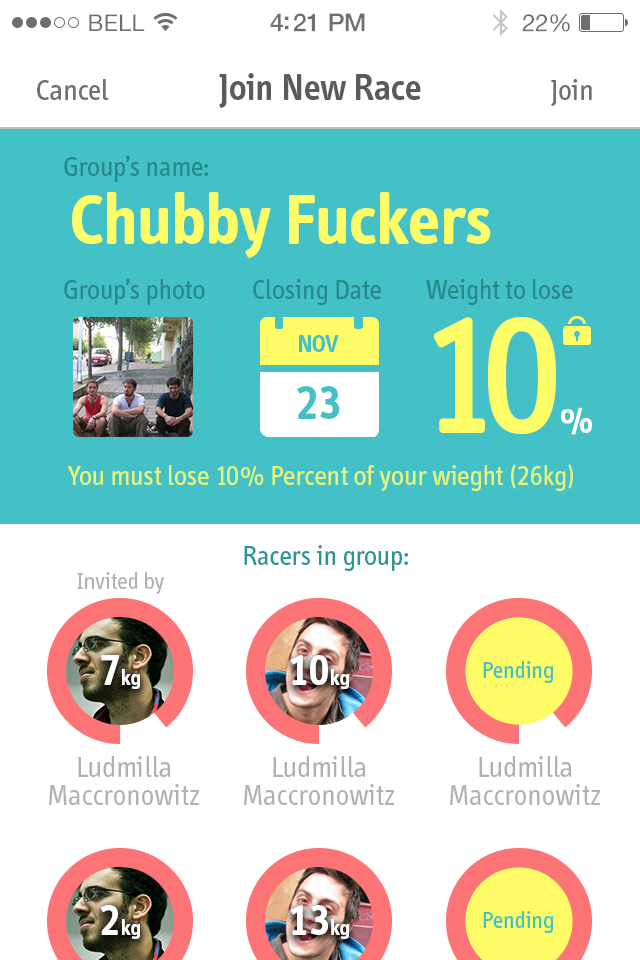 BELL 4:21 PM 22%
Cancel Join New Race Join
Group's name:
Chubby Fuckers
Group's photo Closing Date Weight to lose
NOV
23
10%
You must lose 10% Percent of your wieght (26kg)
Racers in group:
Invited by
7kg 10kg Pending
Ludmilla Ludmilla Ludmilla
Maccronowitz Maccronowitz Maccronowitz
2kg 13kg Pending